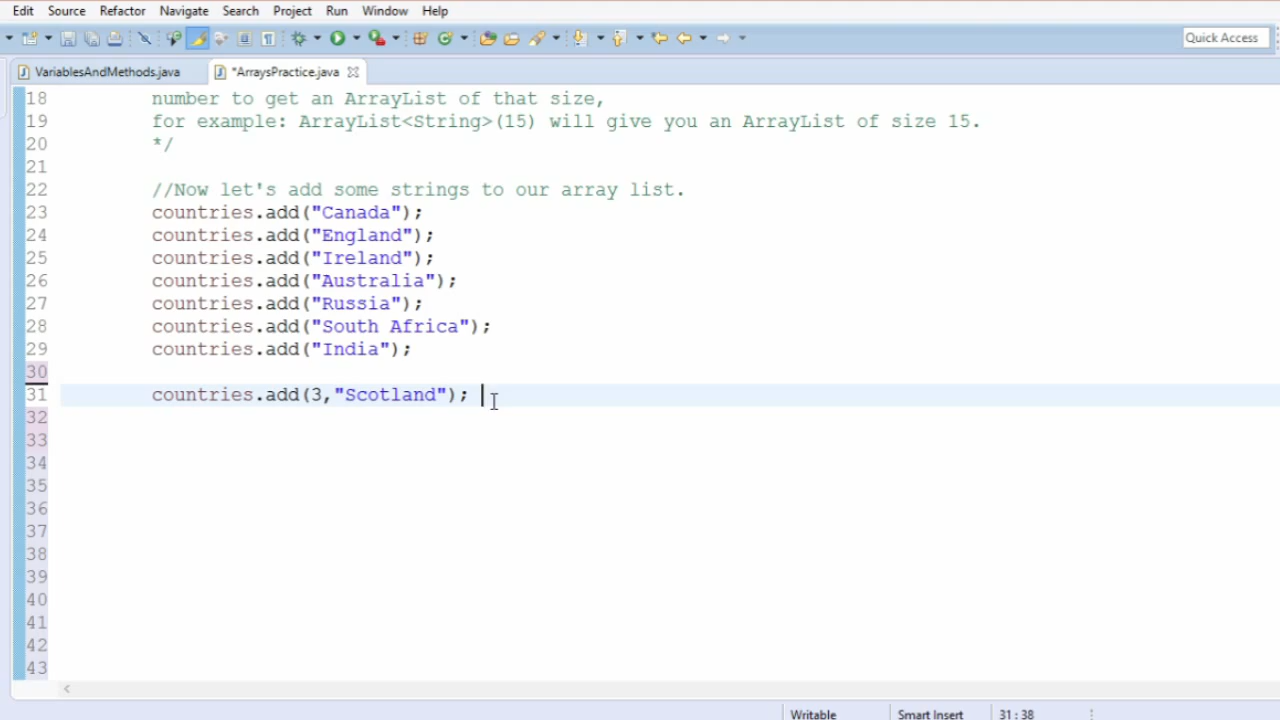 Edit Source Refactor Navigate Search Project Run Window Help
Quick Access
VariablesAndMethods.java *ArraysPractice.java
18 number to get an ArrayList of that size,
19 for example: ArrayList<String>(15) will give you an ArrayList of size 15.
20 */
21
22 //Now let's add some strings to our array list.
23 countries.add("Canada");
24 countries.add("England");
25 countries.add("Ireland");
26 countries.add("Australia");
27 countries.add("Russia");
28 countries.add("South Africa");
29 countries.add("India");
30
31 countries.add(3,"Scotland");
32
33
34
35
36
37
38
39
40
41
42
43
Writable Smart Insert 31 : 38